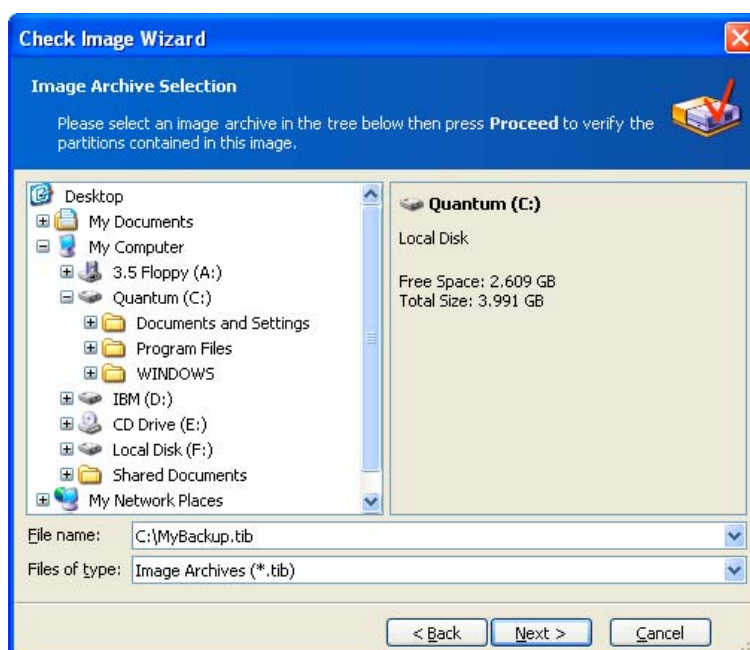 Check Image Wizard
Image Archive Selection
Please select an image archive in the tree below then press Proceed to verify the
partitions contained in this image.
Desktop
My Documents
My Computer
3.5 Floppy (A:)
Quantum (C:)
Documents and Settings
Program Files
WINDOWS
IBM (D:)
CD Drive (E:)
Local Disk (F:)
Shared Documents
My Network Places
Quantum (C:)
Local Disk
Free Space: 2.609 GB
Total Size: 3.991 GB
File name: C:\MyBackup.tib
Files of type: Image Archives (*.tib)
< Back Next > Cancel